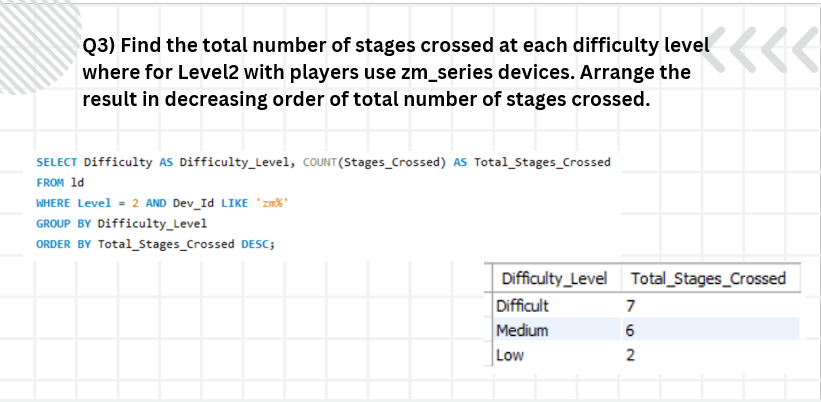 Q3) Find the total number of stages crossed at each difficulty level
where for Level2 with players use zm_series devices. Arrange the
result in decreasing order of total number of stages crossed.
SELECT Difficulty AS Difficulty_Level, COUNT(Stages_Crossed) AS Total_Stages_Crossed
FROM ld
WHERE Level = 2 AND Dev_Id LIKE 'zm%'
GROUP BY Difficulty_Level
ORDER BY Total_Stages_Crossed DESC;
Difficulty_Level Total_Stages_Crossed
Difficult 7
Medium 6
Low 2